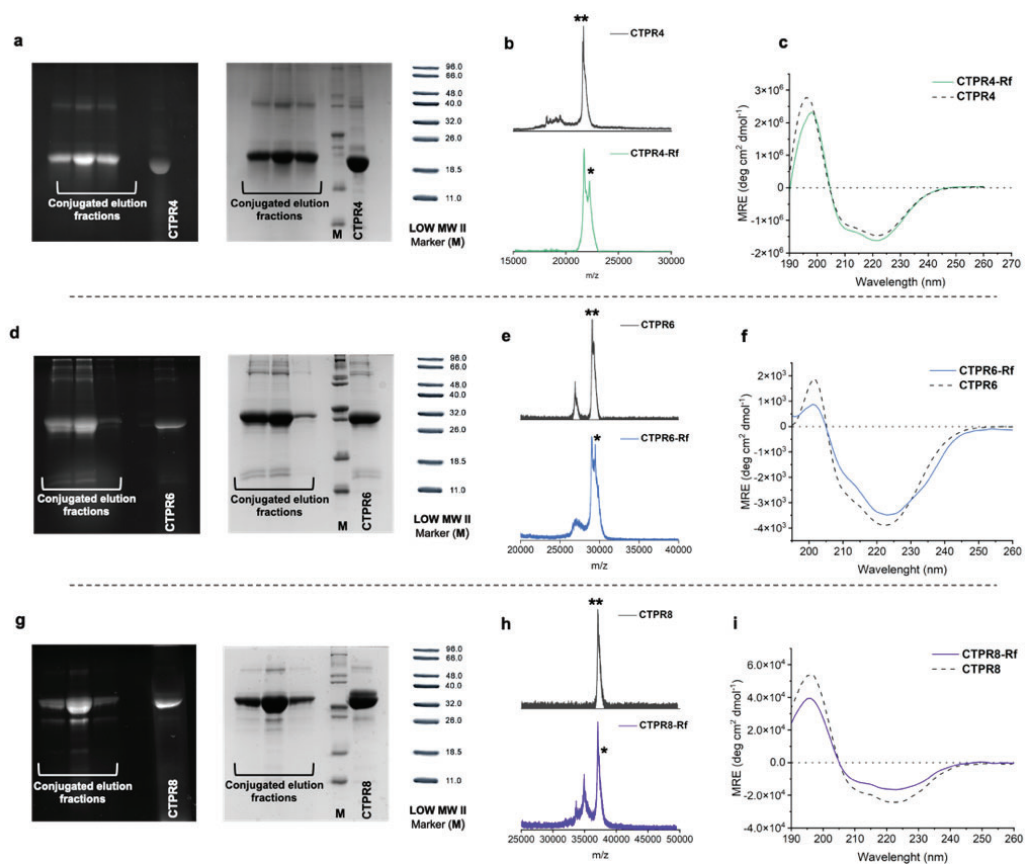 a
Conjugated elution
fractions
CTPR4
Conjugated elution
fractions
M
CTPR4
96.0
66.0
48.0
40.0
32.0
26.0
18.5
11.0
LOW MW II
Marker (M)
b
**
CTPR4
CTPR4-Rf
*
15000 20000 25000 30000
m/z
c
CTPR4-Rf
CTPR4
MRE (deg cm² dmol⁻¹)
3×10⁶
2×10⁶
1×10⁶
0
-1×10⁶
-2×10⁶
190 200 210 220 230 240 250 260 270
Wavelength (nm)
d
Conjugated elution
fractions
CTPR6
Conjugated elution
fractions
M
CTPR6
96.0
66.0
48.0
40.0
32.0
26.0
18.5
11.0
LOW MW II
Marker (M)
e
**
CTPR6
CTPR6-Rf
*
20000 25000 30000 35000 40000
m/z
f
CTPR6-Rf
CTPR6
MRE (deg cm² dmol⁻¹)
2×10³
1×10³
0
-1×10³
-2×10³
-3×10³
-4×10³
200 210 220 230 240 250 260
Wavelenght (nm)
g
Conjugated elution
fractions
CTPR8
Conjugated elution
fractions
M
CTPR8
96.0
66.0
48.0
40.0
32.0
26.0
18.5
11.0
LOW MW II
Marker (M)
h
**
CTPR8
CTPR8-Rf
*
25000 30000 35000 40000 45000 50000
m/z
i
CTPR8-Rf
CTPR8
MRE (deg cm² dmol⁻¹)
6.0×10⁴
4.0×10⁴
2.0×10⁴
0.0
-2.0×10⁴
-4.0×10⁴
190 200 210 220 230 240 250 260
Wavelenght (nm)